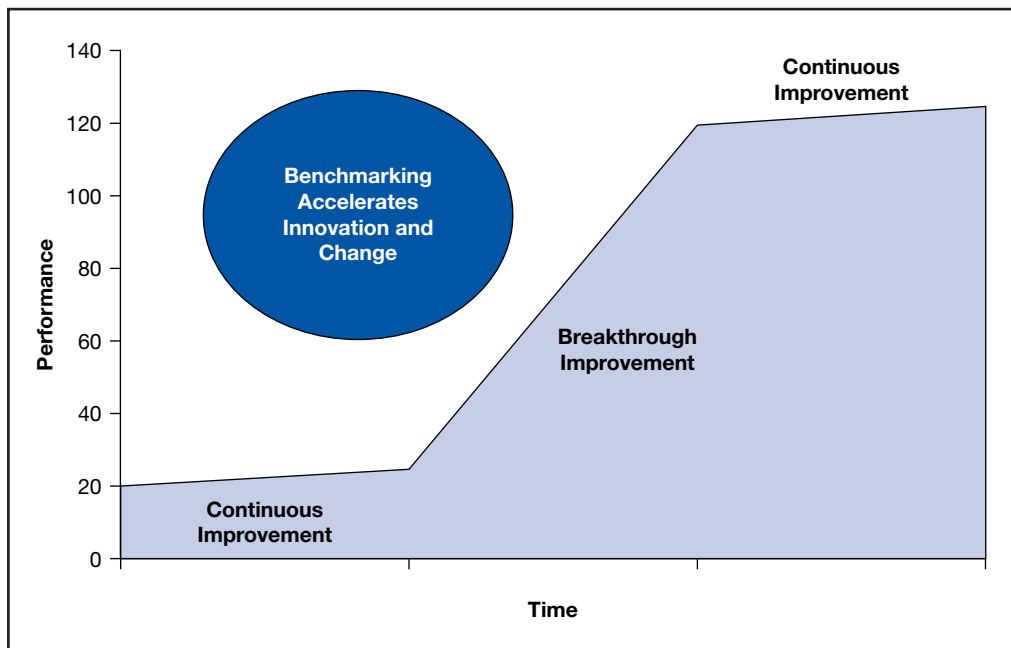 140
120
100
80
60
40
20
0
Performance
Time
Benchmarking
Accelerates
Innovation and
Change
Continuous
Improvement
Breakthrough
Improvement
Continuous
Improvement